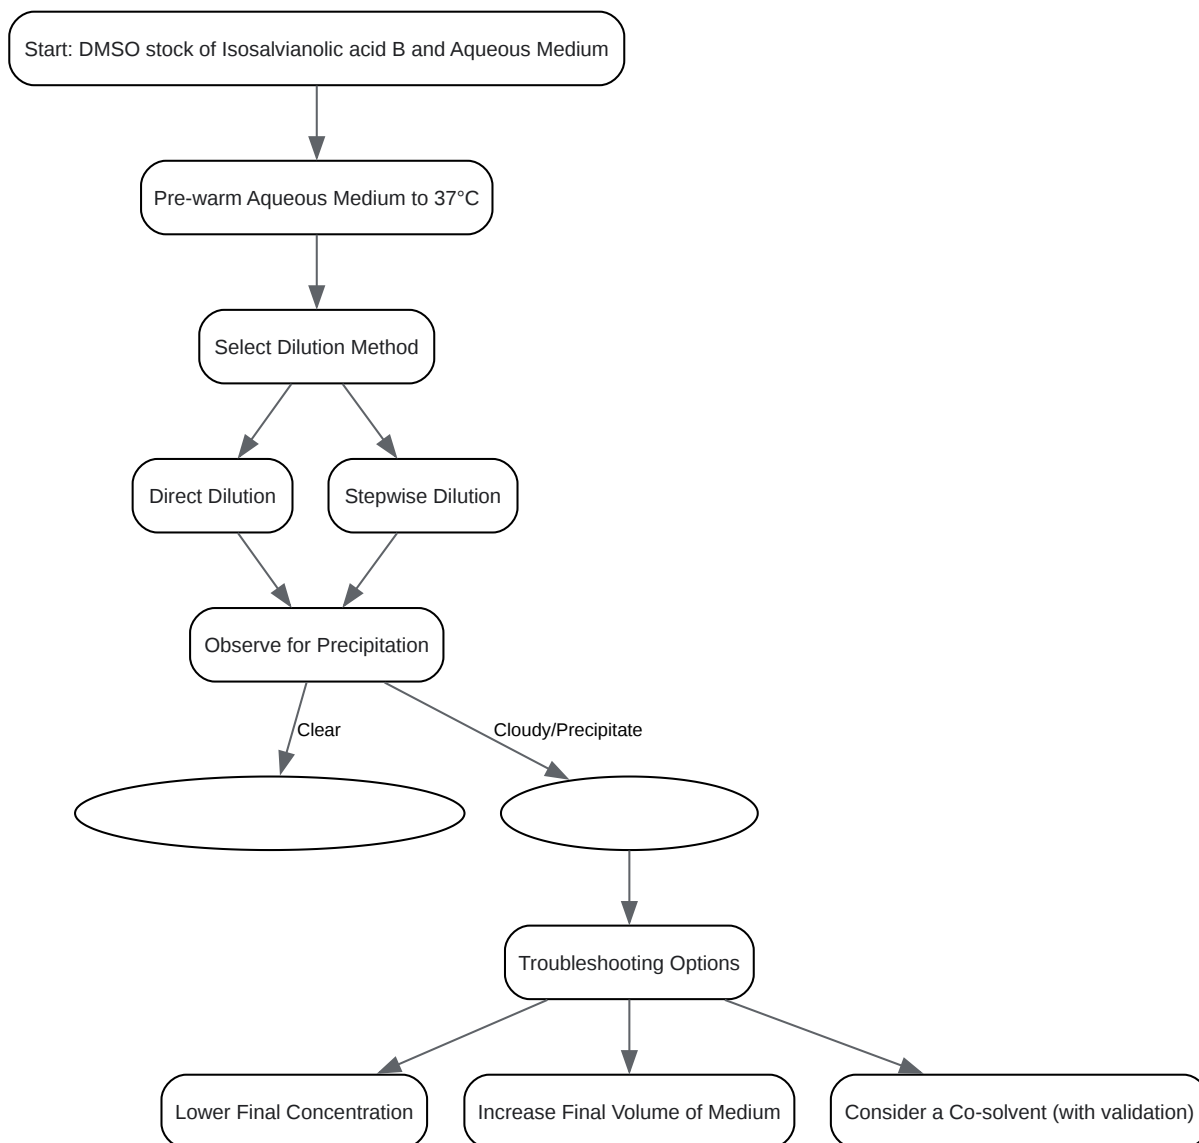 Start: DMSO stock of Isosalvianolic acid B and Aqueous Medium
Pre-warm Aqueous Medium to 37°C
Select Dilution Method
Direct Dilution
Stepwise Dilution
Observe for Precipitation
Clear
Cloudy/Precipitate
Troubleshooting Options
Lower Final Concentration
Increase Final Volume of Medium
Consider a Co-solvent (with validation)